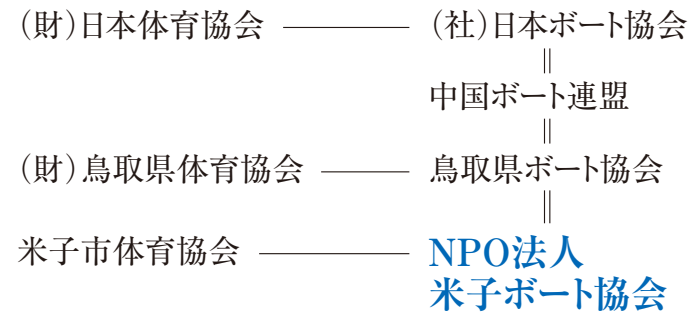 (財)日本体育協会 ――― (社)日本ボート協会
||
中国ボート連盟
||
(財)鳥取県体育協会 ――― 鳥取県ボート協会
||
米子市体育協会 ――― NPO法人
米子ボート協会